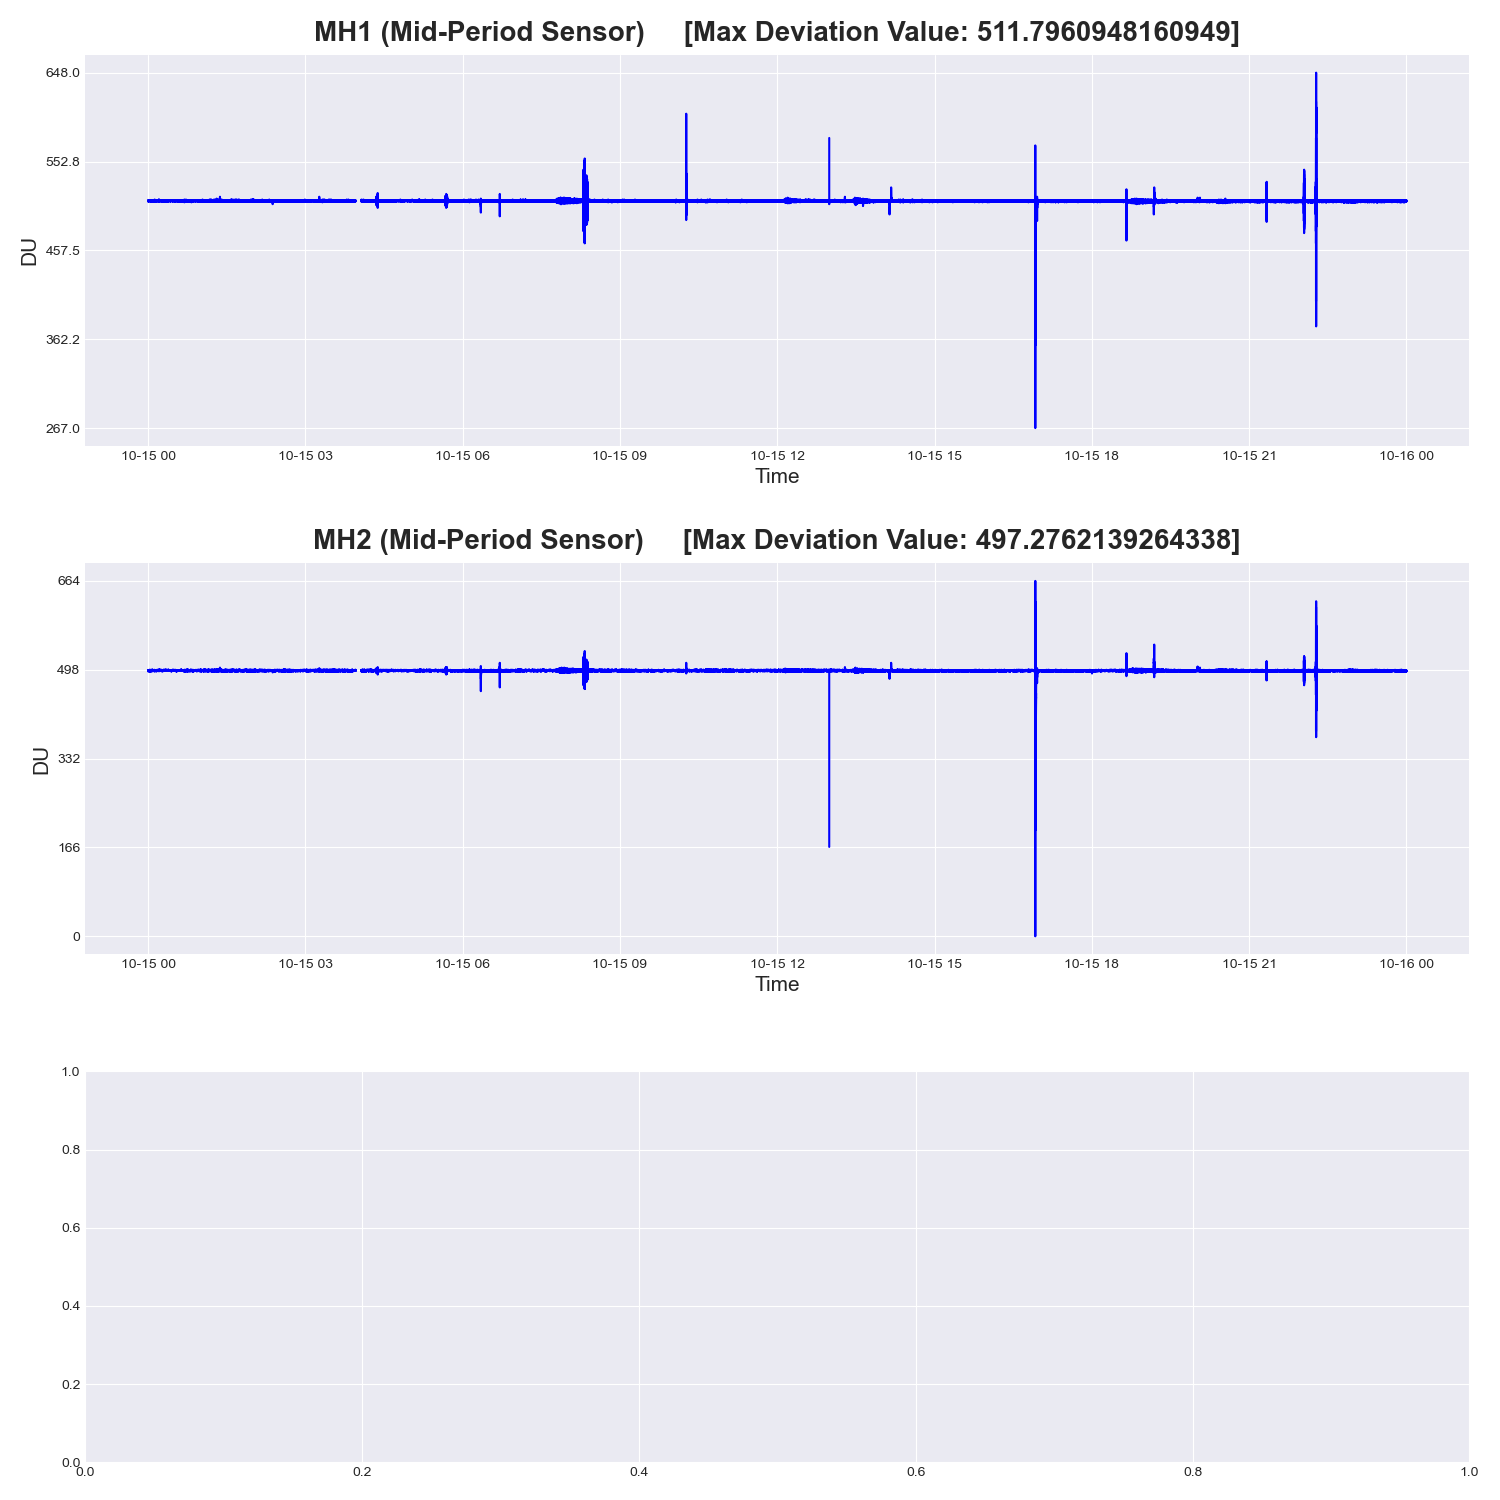 MH1 (Mid-Period Sensor) [Max Deviation Value: 511.7960948160949]
648.0
552.8
457.5
362.2
267.0
DU
10-15 00 10-15 03 10-15 06 10-15 09 10-15 12 10-15 15 10-15 18 10-15 21 10-16 00
Time
MH2 (Mid-Period Sensor) [Max Deviation Value: 497.2762139264338]
664
498
332
166
0
DU
10-15 00 10-15 03 10-15 06 10-15 09 10-15 12 10-15 15 10-15 18 10-15 21 10-16 00
Time
1.0
0.8
0.6
0.4
0.2
0.0
0.0 0.2 0.4 0.6 0.8 1.0